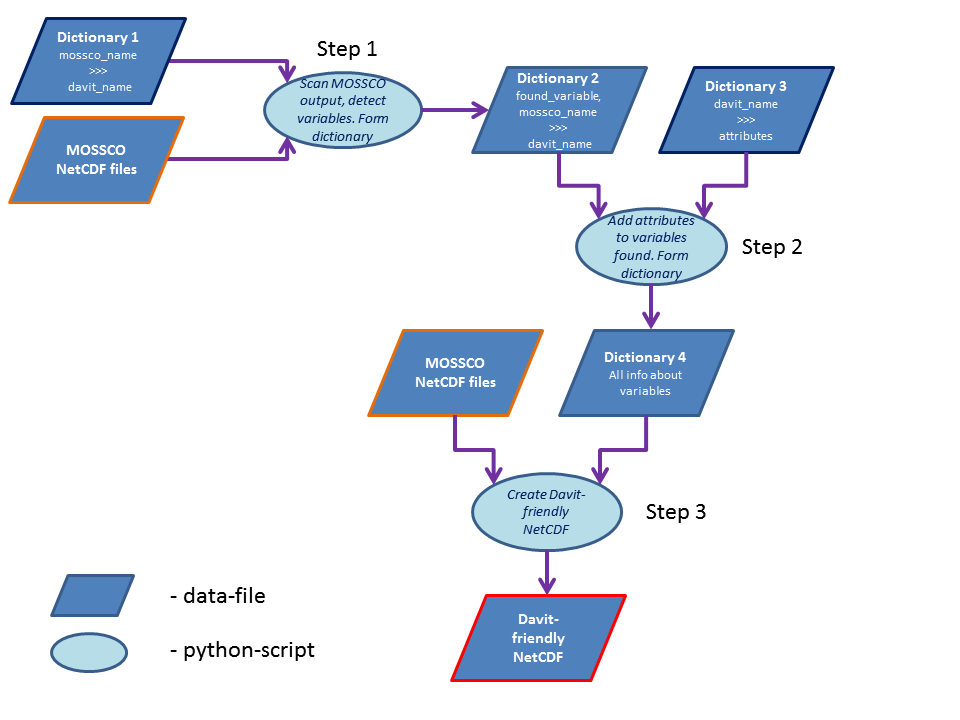 Dictionary 1
mossco_name
>>>
davit_name
MOSSCO
NetCDF files
Step 1
Scan MOSSCO
output, detect
variables. Form
dictionary
Dictionary 2
found_variable,
mossco_name
>>>
davit_name
Dictionary 3
davit_name
>>>
attributes
Add attributes
to variables
found. Form
dictionary
Step 2
MOSSCO
NetCDF files
Dictionary 4
All info about
variables
Create Davit-
friendly
NetCDF
Step 3
Davit-
friendly
NetCDF
- data-file
- python-script